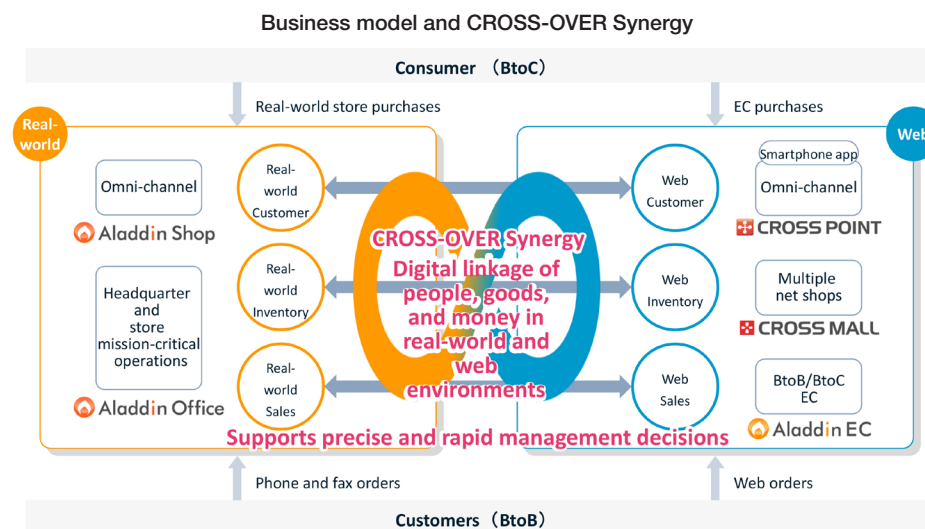 Business model and CROSS-OVER Synergy
Consumer （BtoC）
Real-world store purchases
EC purchases
Real-
world
Web
Omni-channel
Aladdin Shop
Headquarter
and
store
mission-critical
operations
Aladdin Office
Real-
world
Customer
Real-
world
Inventory
Real-
world
Sales
CROSS-OVER Synergy
Digital linkage of
people, goods,
and money in
real-world and
web
environments
Supports precise and rapid management decisions
Web
Customer
Web
Inventory
Web
Sales
Smartphone app
Omni-channel
CROSS POINT
Multiple
net shops
CROSS MALL
BtoB/BtoC
EC
Aladdin EC
Phone and fax orders
Web orders
Customers（BtoB）